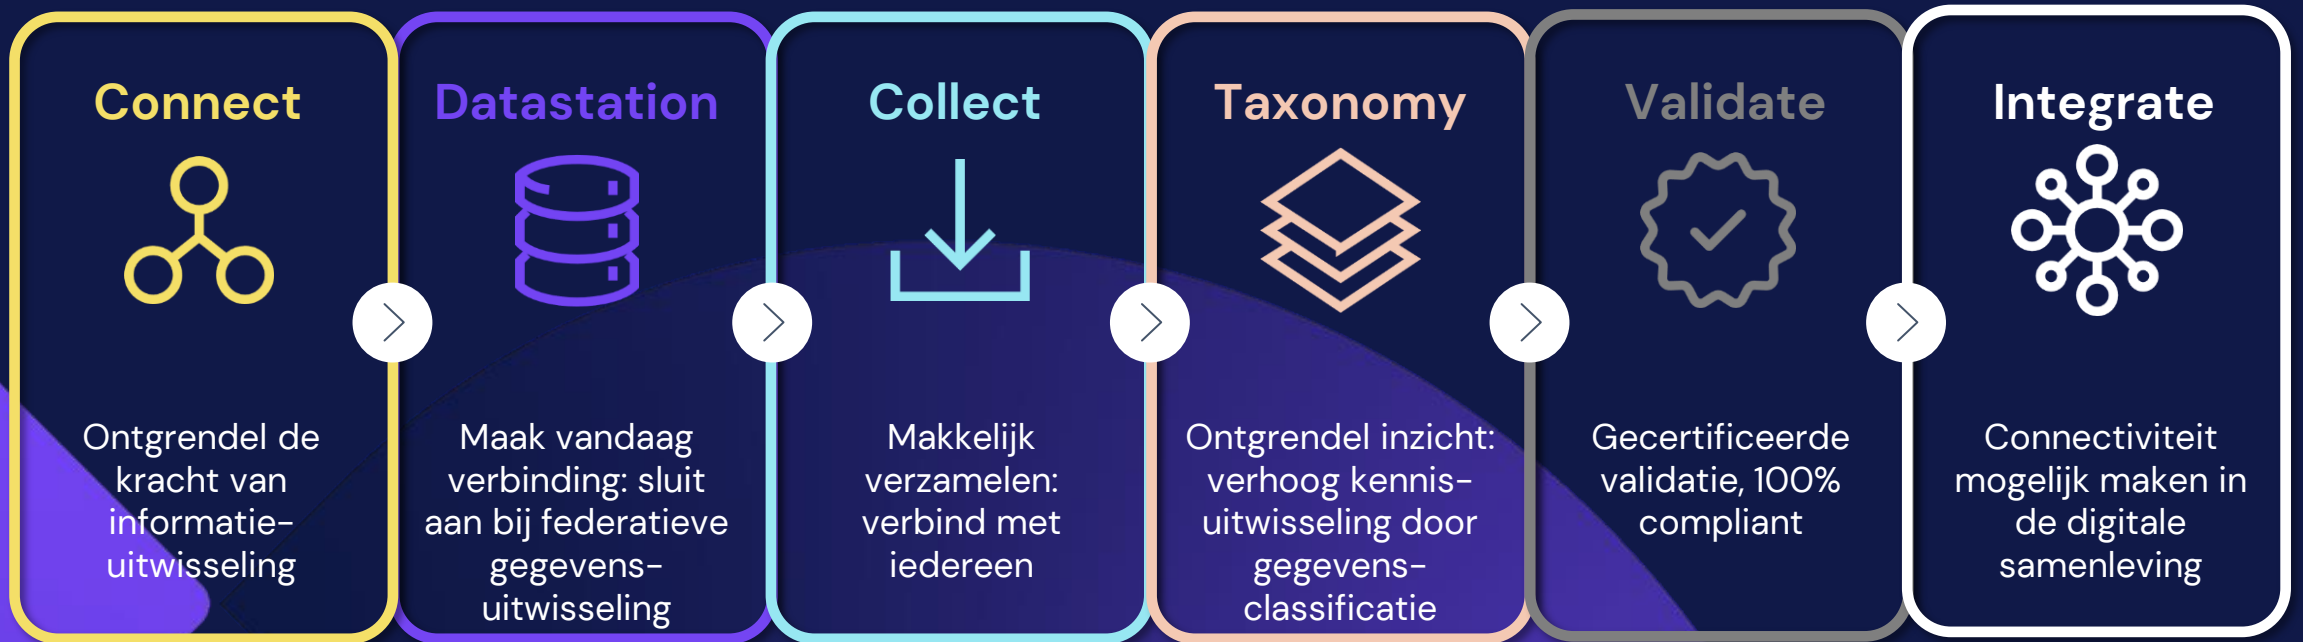 Connect
Ontgrendel de
kracht van
informatie-
uitwisseling
Datastation
Maak vandaag
verbinding: sluit
aan bij federatieve
gegevens-
uitwisseling
Collect
Makkelijk
verzamelen:
verbind met
iedereen
Taxonomy
Ontgrendel inzicht:
verhoog kennis-
uitwisseling door
gegevens-
classificatie
Validate
Gecertificeerde
validatie, 100%
compliant
Integrate
Connectiviteit
mogelijk maken in
de digitale
samenleving